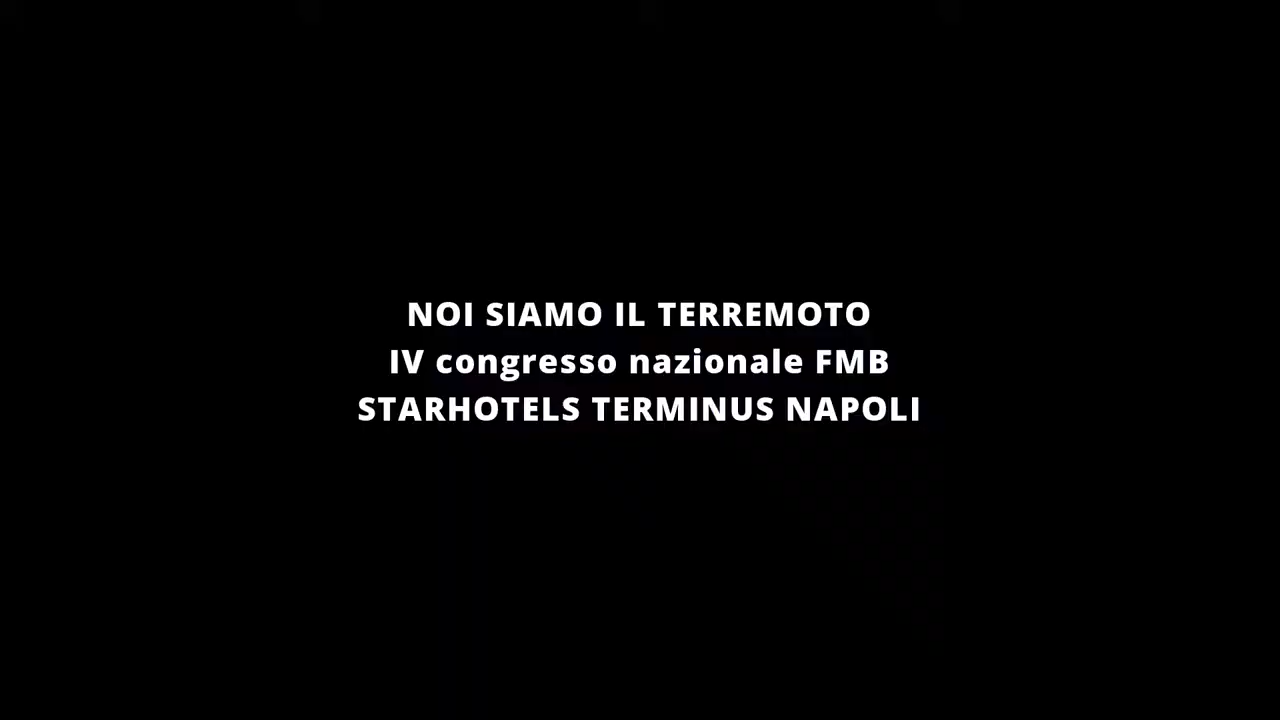 NOI SIAMO IL TERREMOTO
IV congresso nazionale FMB
STARHOTELS TERMINUS NAPOLI